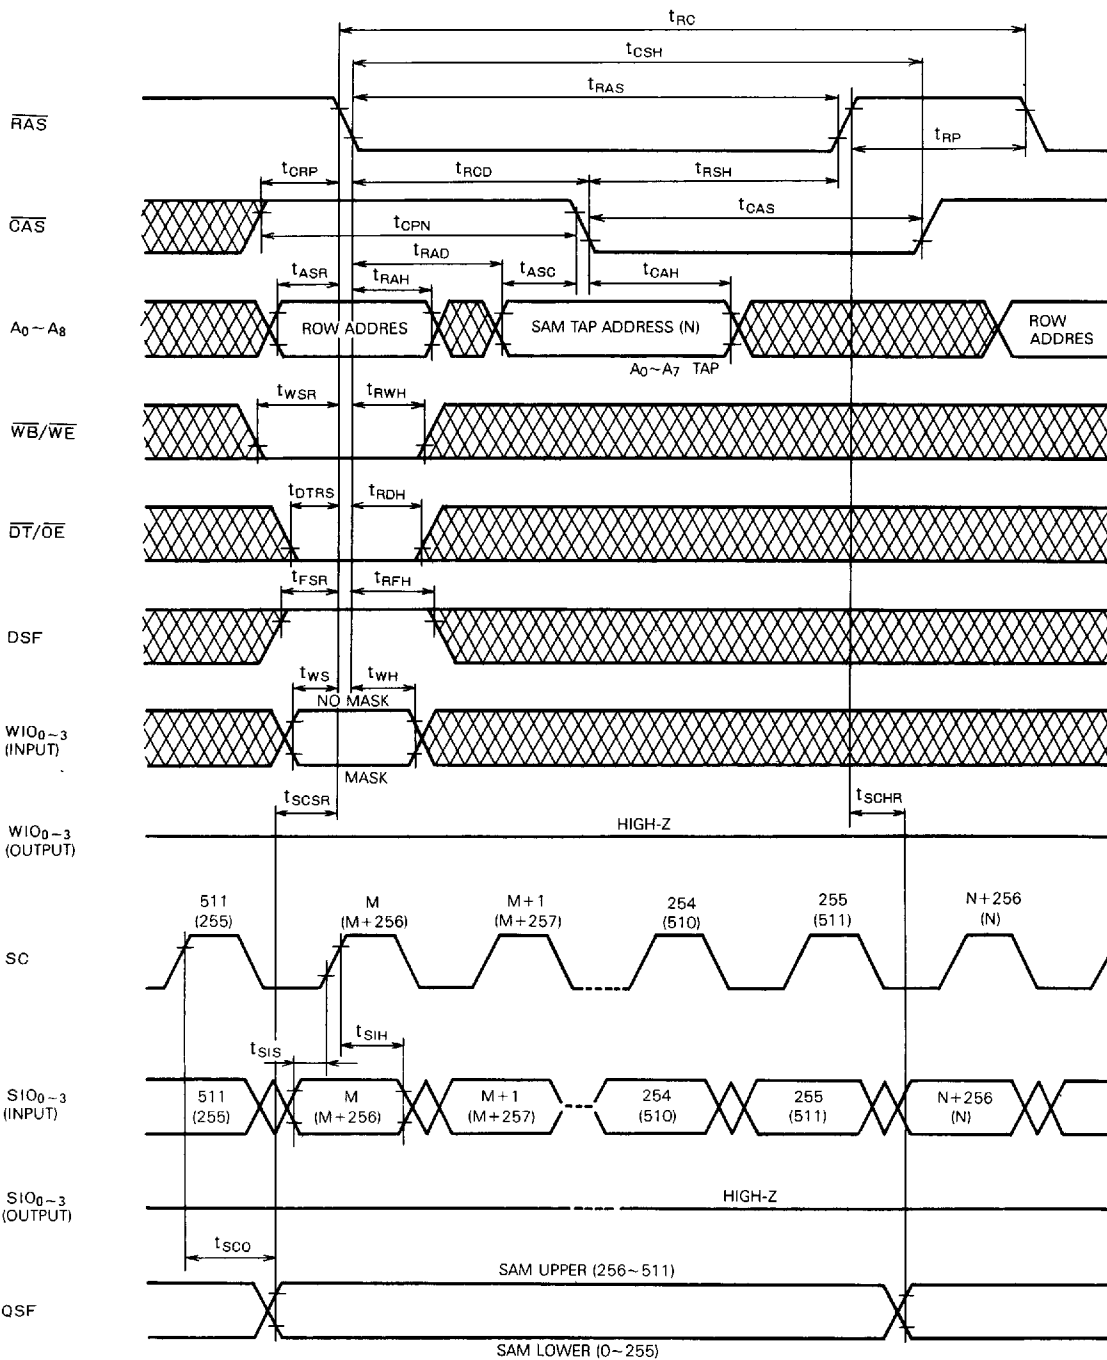 tRC
tCSH
tRAS
RAS
tRP
tCRP
tRCD
tRSH
CAS
tCAS
tCPN
tRAD
tASR
tRAH
tASC
tCAH
A0~A8
ROW ADDRES
SAM TAP ADDRESS (N)
ROW
ADDRES
A0~A7 TAP
tWSR
tRWH
WB/WE
tDTRS
tRDH
DT/OE
tFSR
tRFH
DSF
tWS
tWH
NO MASK
WIO0~3
(INPUT)
MASK
tSCSR
tSCHR
WIO0~3
(OUTPUT)
HIGH-Z
511
(255)
M
(M+256)
M+1
(M+257)
254
(510)
255
(511)
N+256
(N)
SC
tSIS
tSIH
SIO0~3
(INPUT)
511
(255)
M
(M+256)
M+1
(M+257)
254
(510)
255
(511)
N+256
(N)
SIO0~3
(OUTPUT)
HIGH-Z
tSCQ
SAM UPPER (256~511)
QSF
SAM LOWER (0~255)